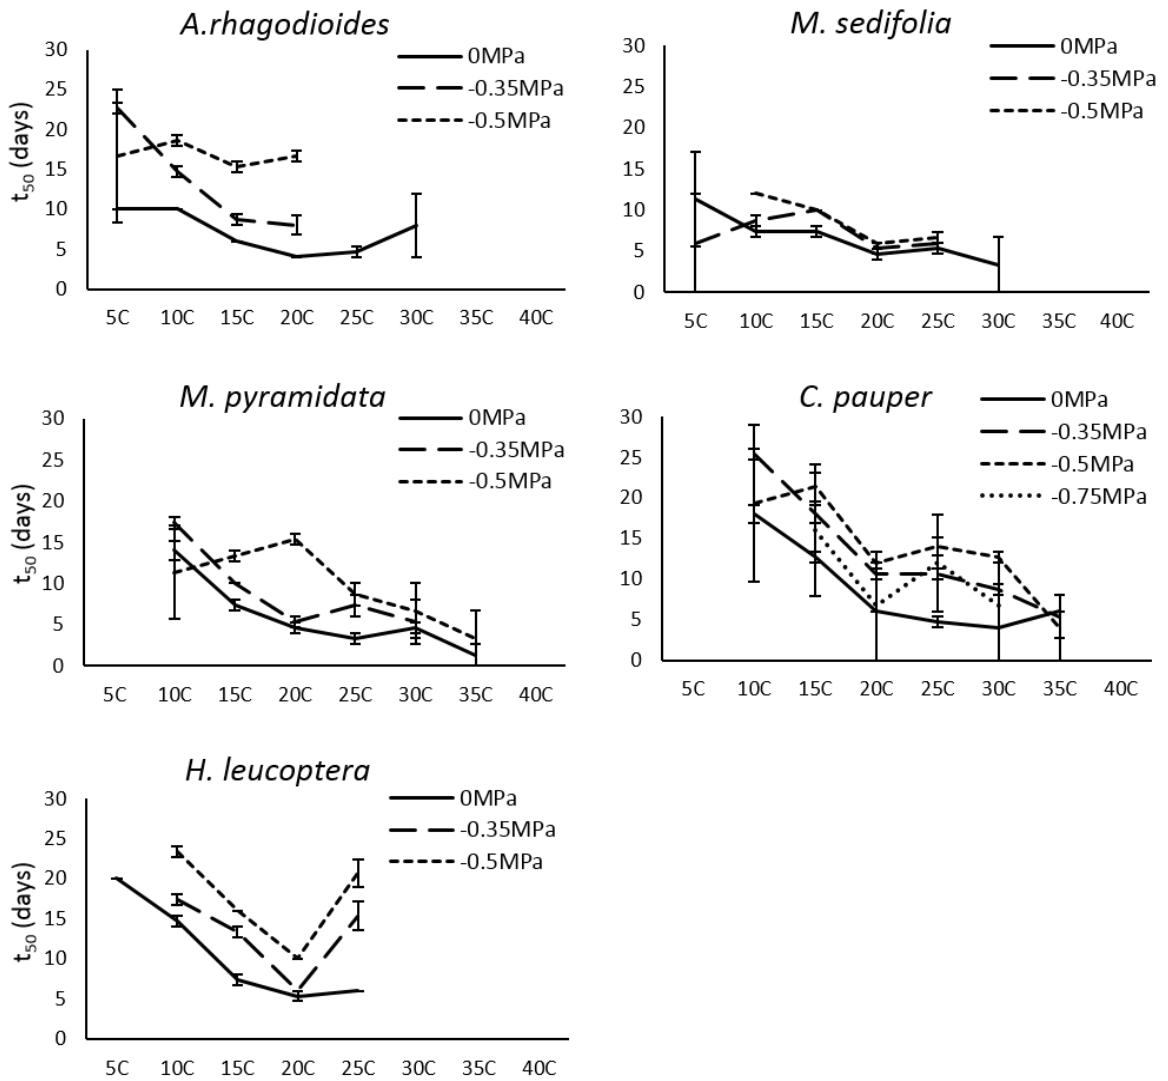 A.rhagodioides
0MPa
-0.35MPa
-0.5MPa
t50 (days)
30
25
20
15
10
5
0
5C 10C 15C 20C 25C 30C 35C 40C
M. sedifolia
0MPa
-0.35MPa
-0.5MPa
30
25
20
15
10
5
0
5C 10C 15C 20C 25C 30C 35C 40C
M. pyramidata
0MPa
-0.35MPa
-0.5MPa
t50 (days)
30
25
20
15
10
5
0
5C 10C 15C 20C 25C 30C 35C 40C
C. pauper
0MPa
-0.35MPa
-0.5MPa
-0.75MPa
30
25
20
15
10
5
0
5C 10C 15C 20C 25C 30C 35C 40C
H. leucoptera
0MPa
-0.35MPa
-0.5MPa
t50 (days)
30
25
20
15
10
5
0
5C 10C 15C 20C 25C 30C 35C 40C